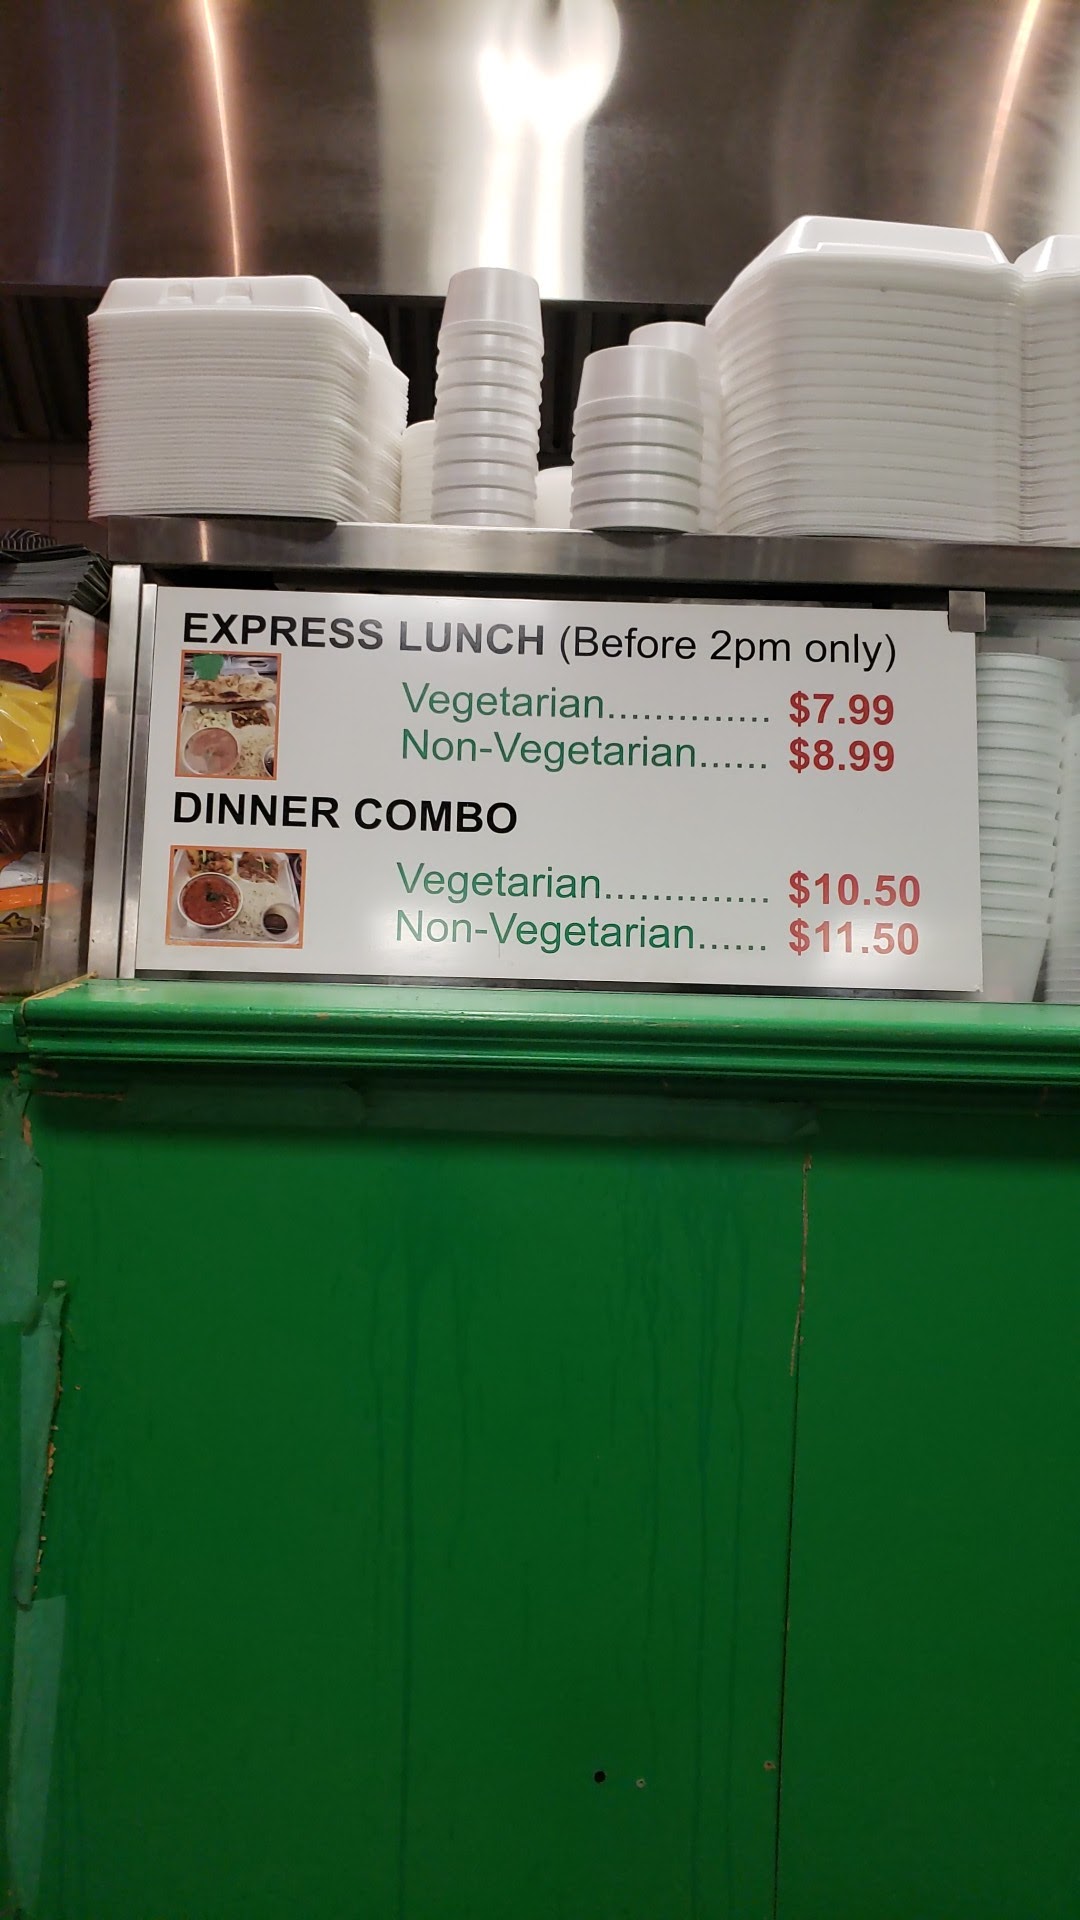 EXPRESS LUNCH (Before 2pm only)
Vegetarian.............. $7.99
Non-Vegetarian...... $8.99
DINNER COMBO
Vegetarian.............. $10.50
Non-Vegetarian...... $11.50